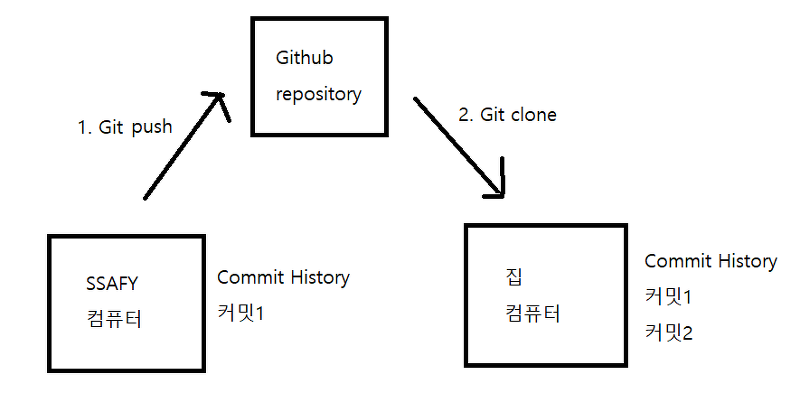 Github
repository
1. Git push
2. Git clone
SSAFY
컴퓨터
Commit History
커밋1
집
컴퓨터
Commit History
커밋1
커밋2